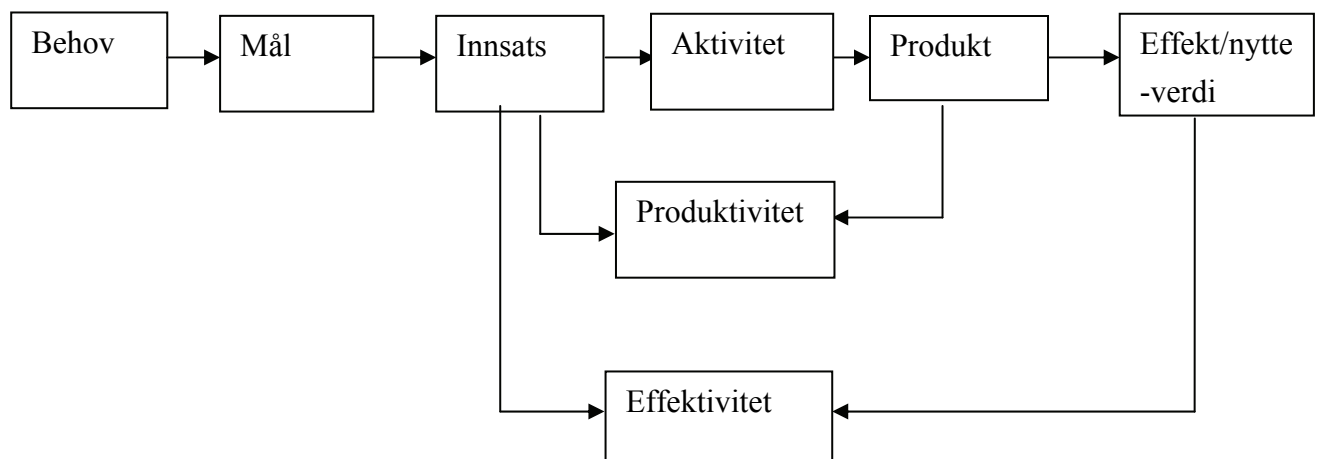 Behov
Mål
Innsats
Aktivitet
Produkt
Effekt/nytte
-verdi
Produktivitet
Effektivitet